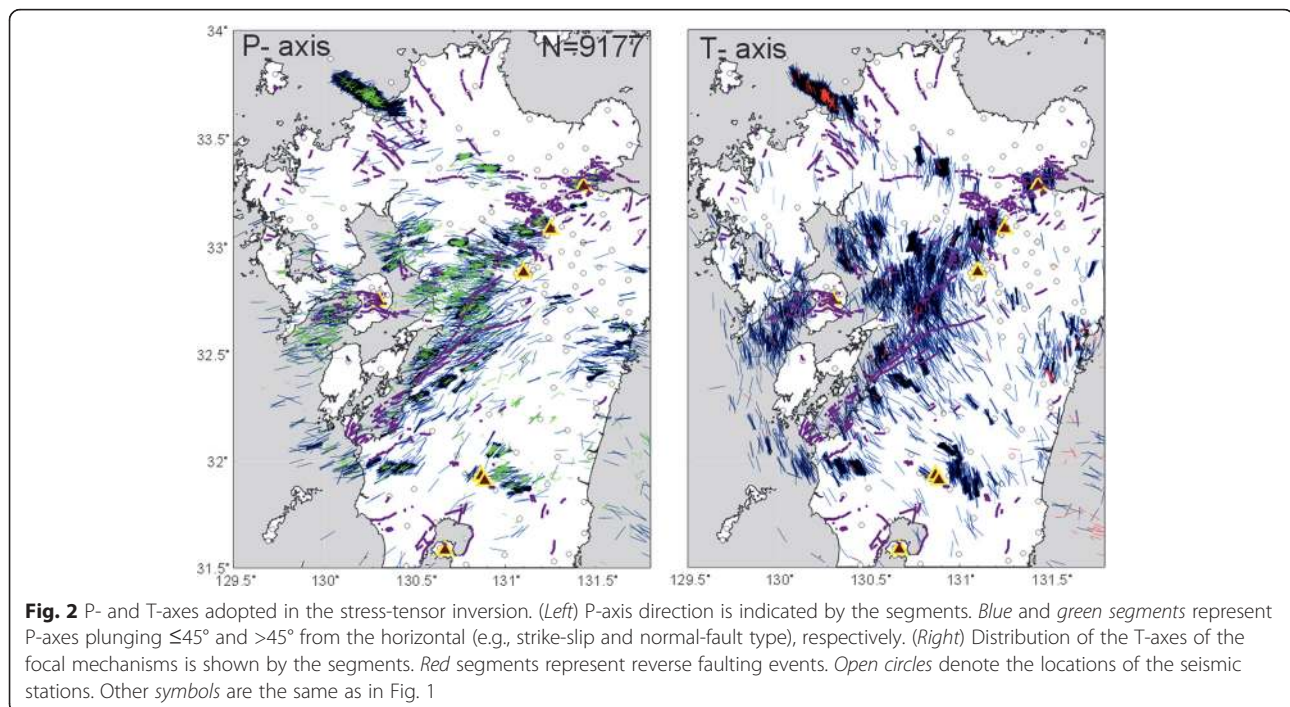 P- axis
N=9177
T- axis
34°
33.5°
33°
32.5°
32°
31.5°
129.5°
130.0°
130.5°
131°
131.5°
129.5°
130.0°
130.5°
131°
131.5°
Fig. 2 P- and T-axes adopted in the stress-tensor inversion. (Left) P-axis direction is indicated by the segments. Blue and green segments represent
P-axes plunging ≤45° and >45° from the horizontal (e.g., strike-slip and normal-fault type), respectively. (Right) Distribution of the T-axes of the
focal mechanisms is shown by the segments. Red segments represent reverse faulting events. Open circles denote the locations of the seismic
stations. Other symbols are the same as in Fig. 1